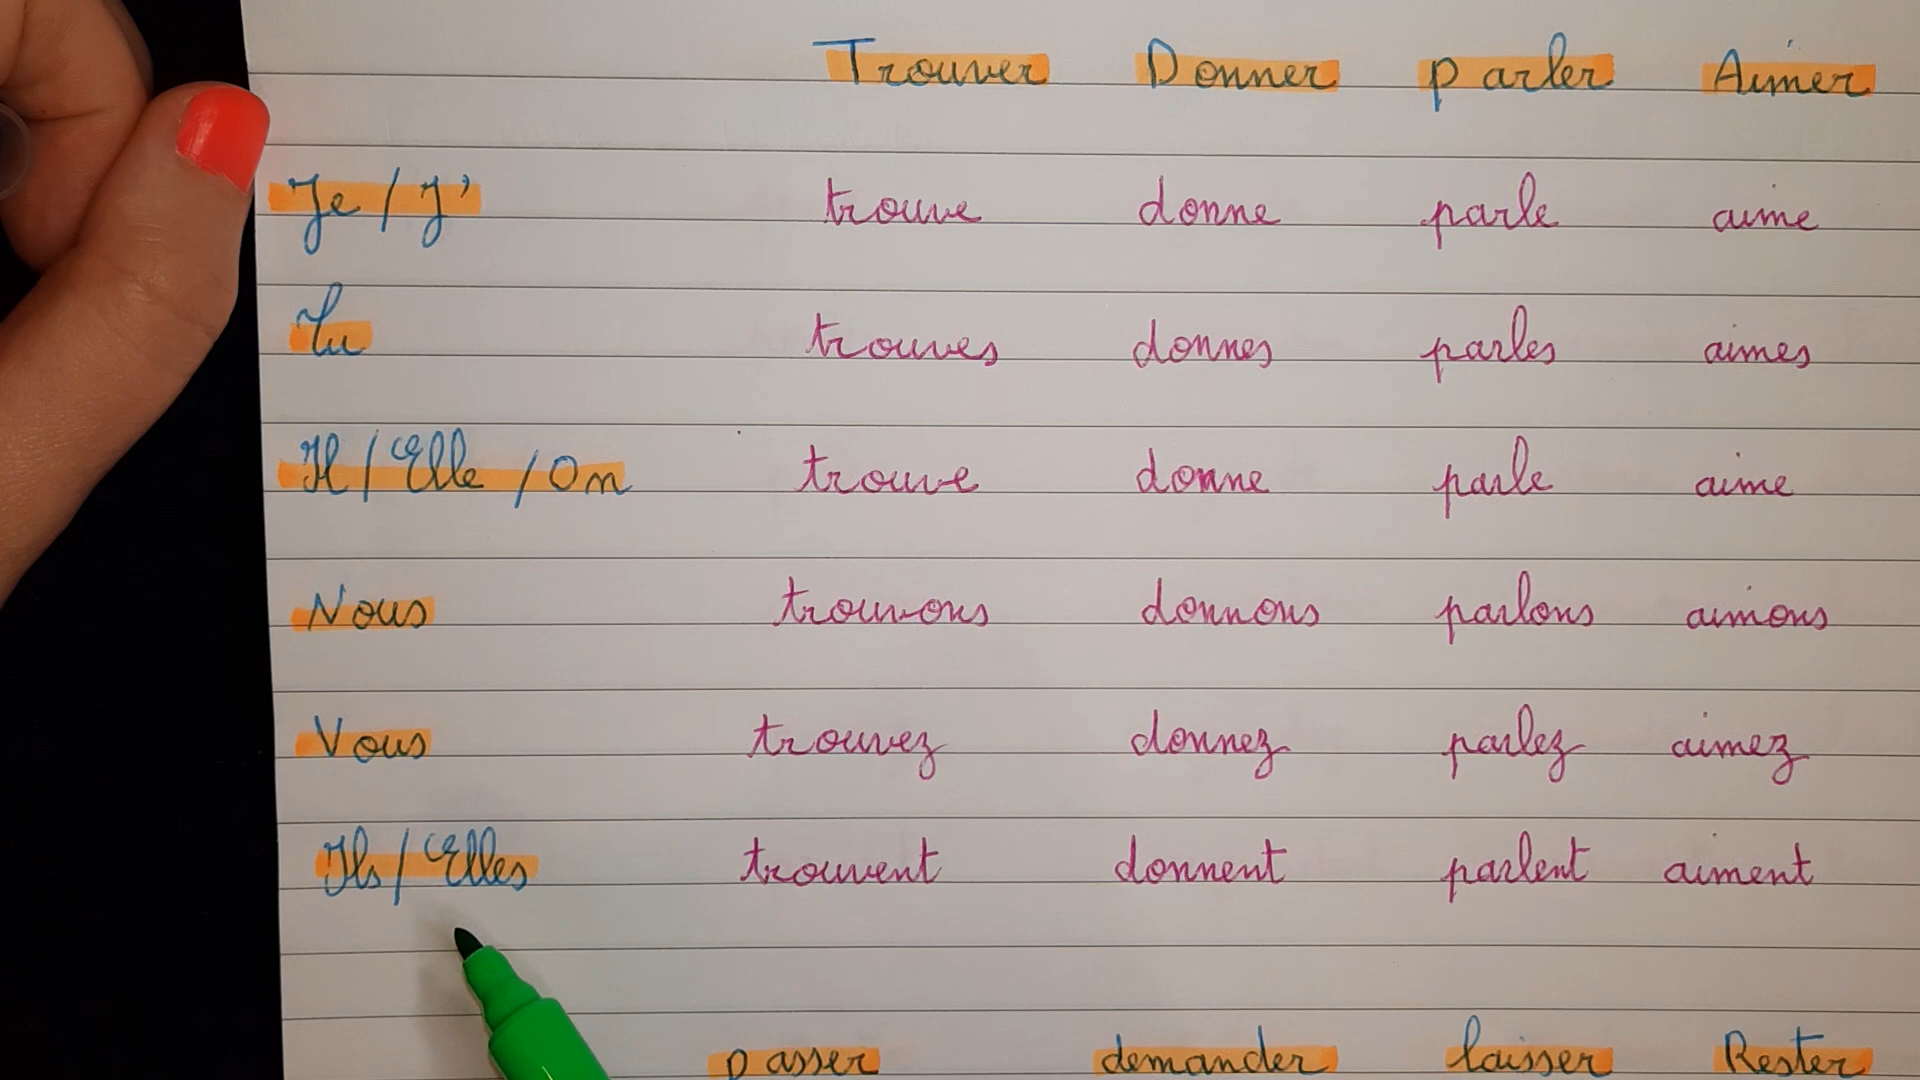 Trouver Donner parler Aimer
Je / J' trouve donne parle aime
Tu trouves donnes parles aimes
Il / Elle / On trouve donne parle aime
Nous trouvons donnons parlons aimons
Vous trouvez donnez parlez aimez
Ils / Elles trouvent donnent parlent aiment
passer demander laisser Rester